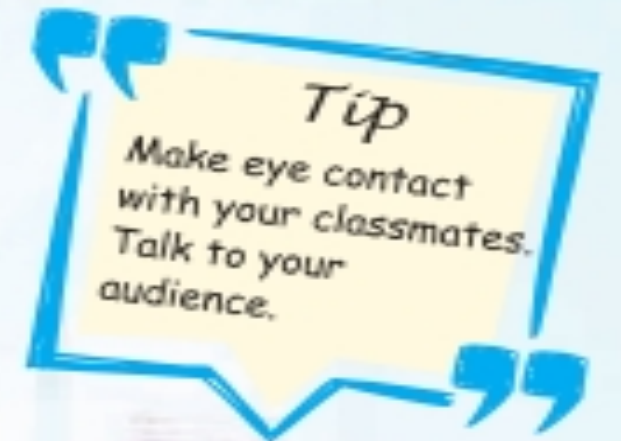 Tip
Make eye contact
with your classmates.
Talk to your
audience.